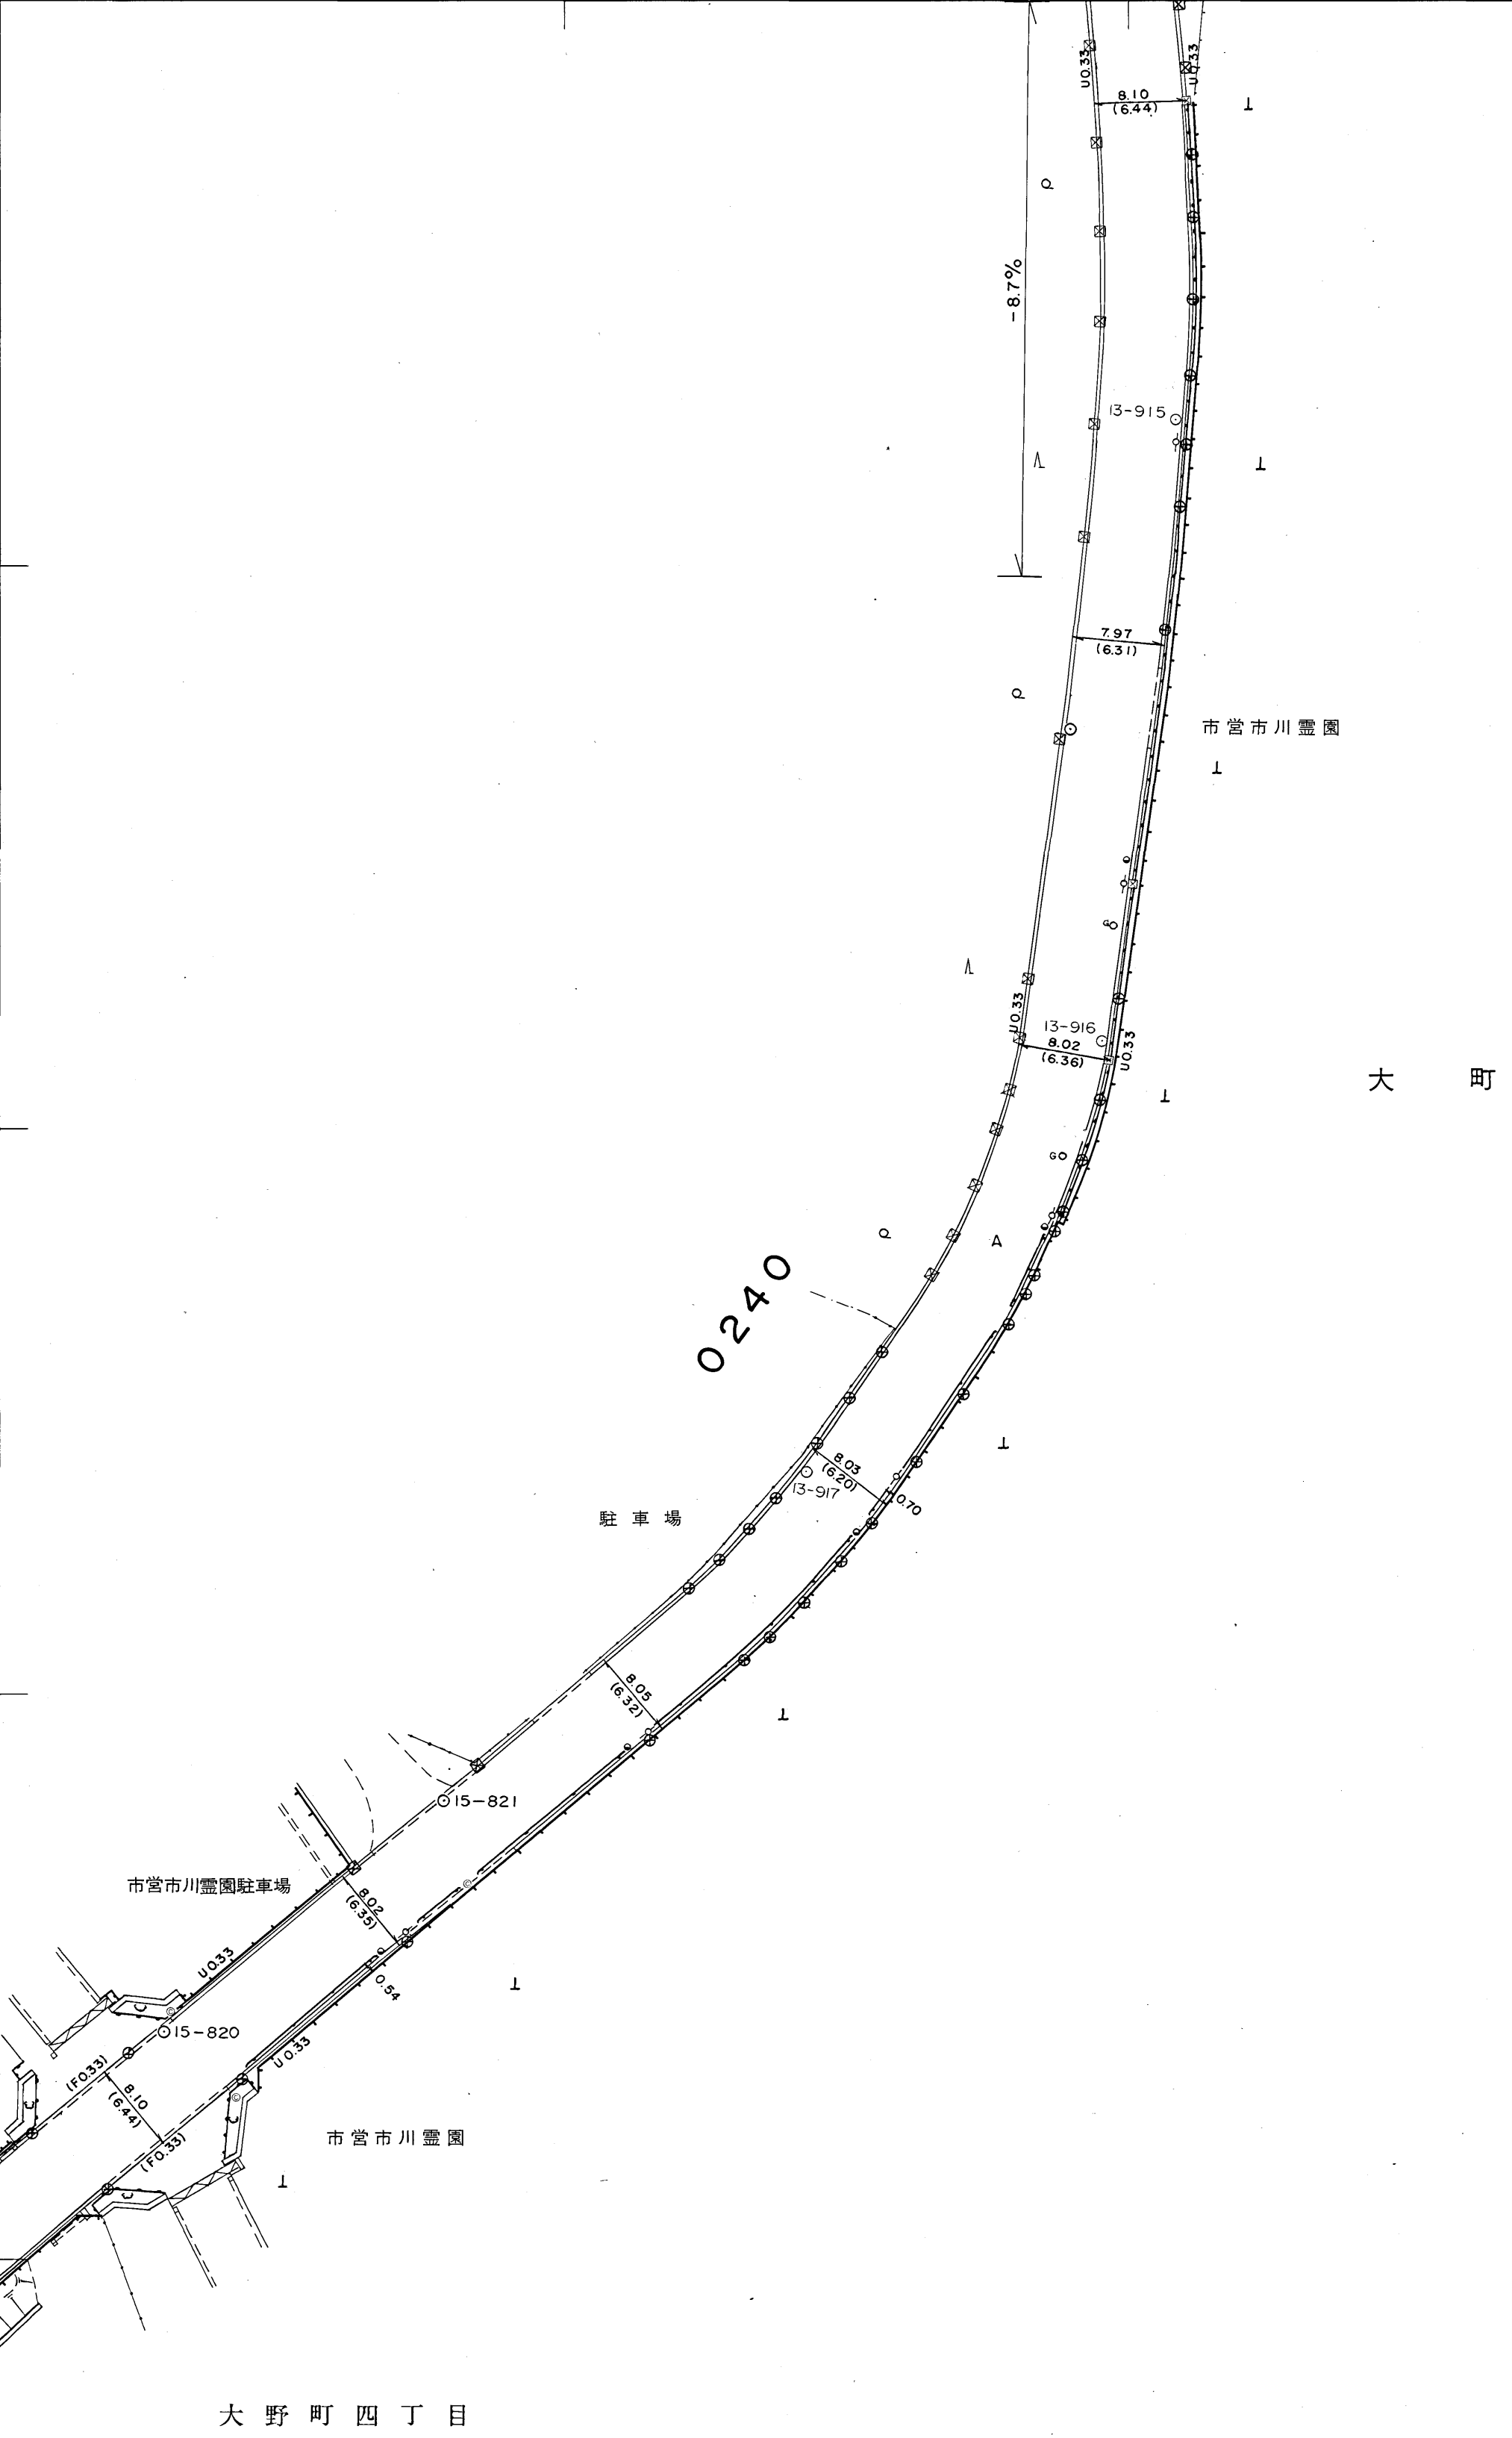 U0.33
U0.33
8.10
(6.44)
-8.7%
13-915
7.97
(6.31)
市営市川霊園
G
U0.33
13-916
8.02
(6.36)
U0.33
大町
G
A
0240
8.03
(6.20)
13-917
0.70
駐車場
8.05
(6.32)
15-821
市営市川霊園駐車場
8.02
(6.35)
U0.33
0.54
C
15-820
U0.33
(F0.33)
8.10
(6.44)
C
C
(F0.33)
市営市川霊園
C
大野町四丁目